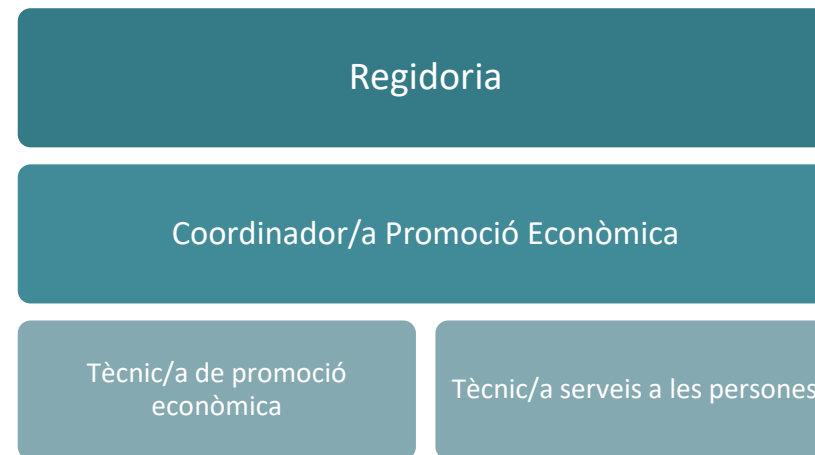 Regidoria
Coordinador/a Promoció Econòmica
Tècnic/a de promoció
econòmica
Tècnic/a serveis a les persones